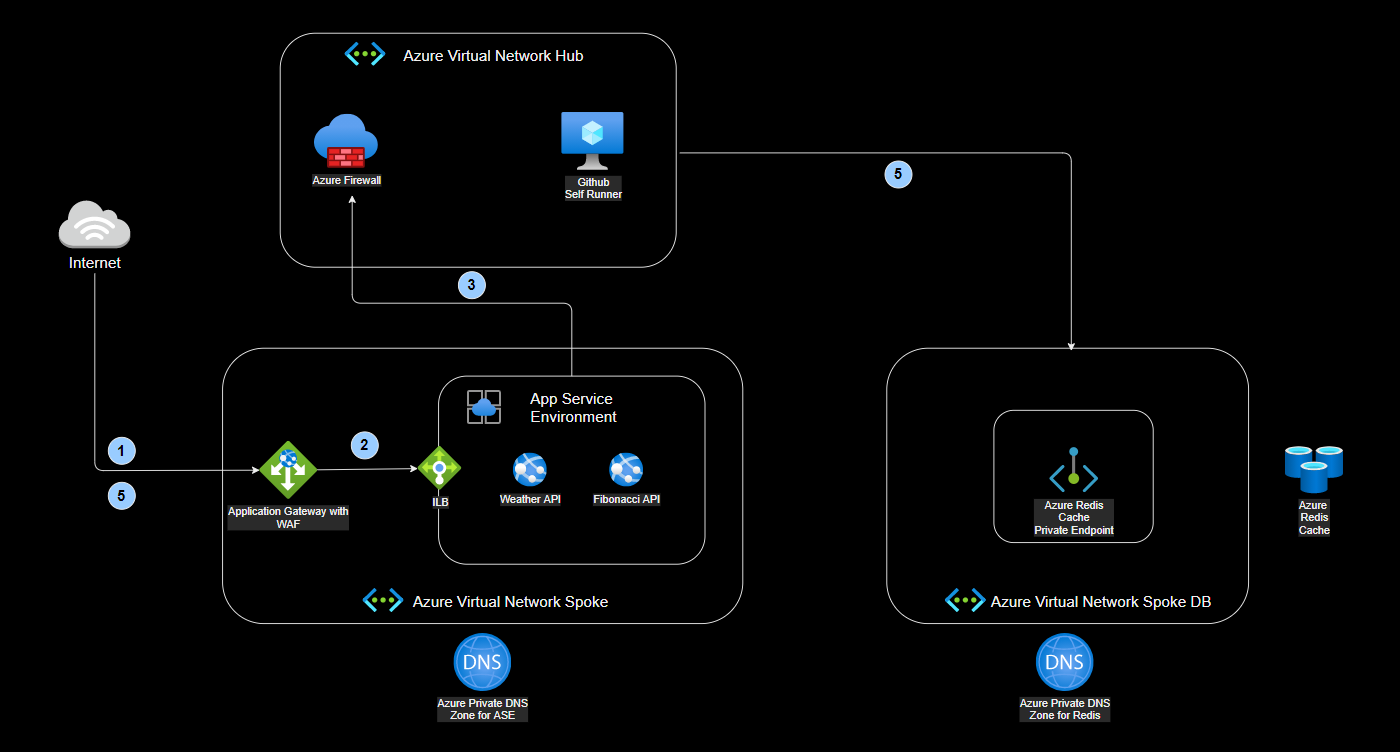 Azure Virtual Network Hub
Azure Firewall
Github
Self Runner
5
Internet
3
App Service
Environment
1
2
5
ILB
Weather API
Fibonacci API
Application Gateway with
WAF
Azure Virtual Network Spoke
Azure Redis
Cache
Private Endpoint
Azure
Redis
Cache
Azure Virtual Network Spoke DB
DNS
Azure Private DNS
Zone for ASE
DNS
Azure Private DNS
Zone for Redis